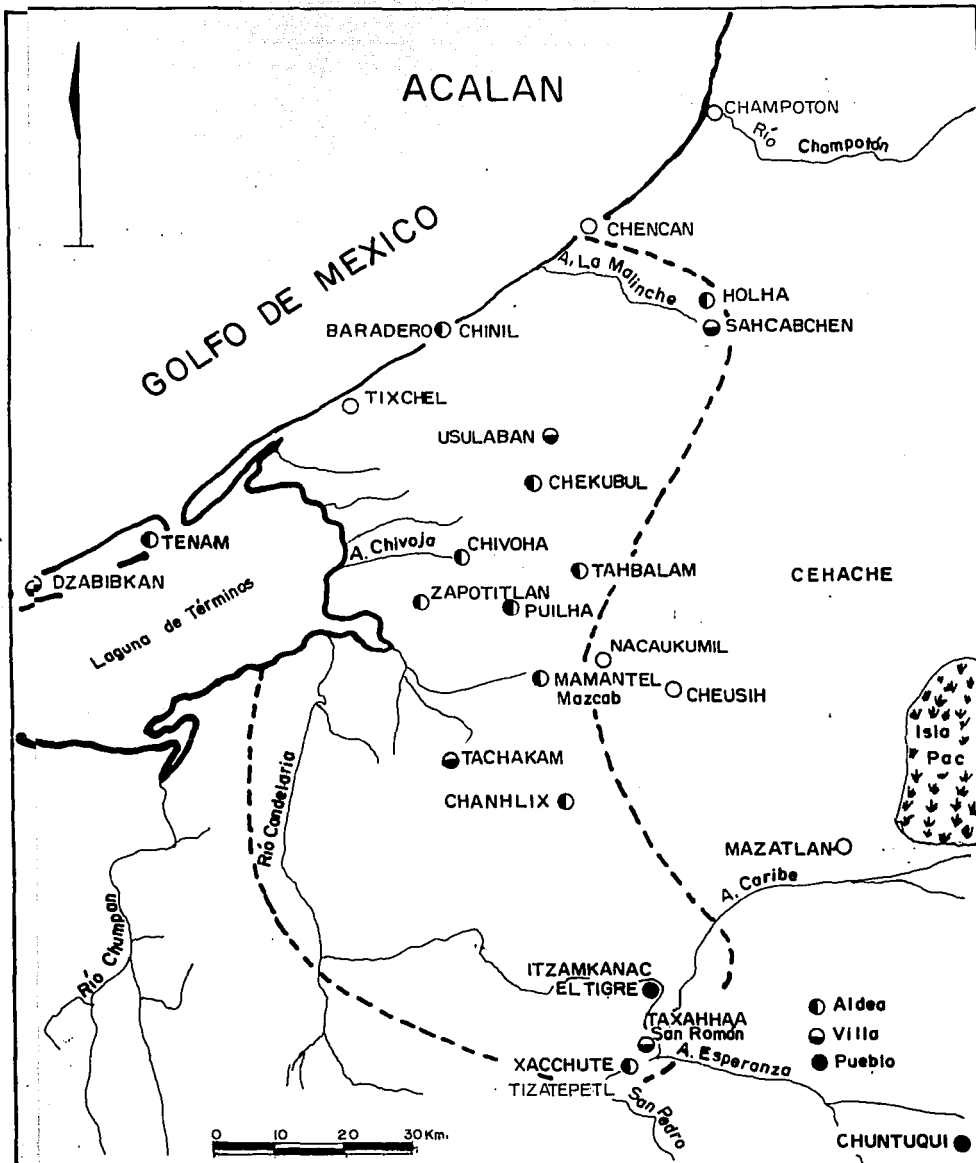 ACALAN
CHAMPOTON
Río Champotón
GOLFO DE MEXICO
CHENCAN
A. La Malinche
HOLHA
SAHCABCHEN
BARADERO CHINIL
TIXCHEL
USULABAN
CHEKUBUL
TENAM
A. Chivoja
CHIVOHA
DZABIBKAN
TAHBALAM
CEHACHE
ZAPOTITLAN
PUILHA
Laguna de Términos
NACAUKUMIL
MAMANTEL
Mazcab
CHEUSIH
Isla
Pac
TACHAKAM
CHANHLIX
Río Candelaria
MAZATLAN
A. Caribe
Río Chumpan
ITZAMKANAC
EL TIGRE
TAXAHHAA
San Román
Aldea
Villa
Pueblo
XACCHUTE
A. Esperanza
TIZATEPETL
San Pedro
0 10 20 30 Km.
CHUNTUQUI